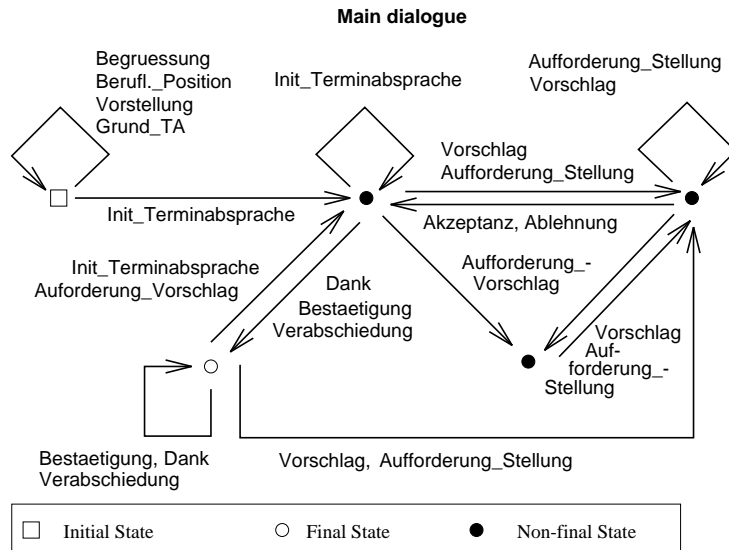 Main dialogue
Begruessung
Berufl._Position
Vorstellung
Grund_TA
Init_Terminabsprache
Aufforderung_Stellung
Vorschlag
Init_Terminabsprache
Vorschlag
Aufforderung_Stellung
Akzeptanz, Ablehnung
Init_Terminabsprache
Auforderung_Vorschlag
Dank
Bestaetigung
Verabschiedung
Aufforderung_-
Vorschlag
Vorschlag
Auf-
forderung_-
Stellung
Bestaetigung, Dank
Verabschiedung
Vorschlag, Aufforderung_Stellung
Initial State
Final State
Non-final State